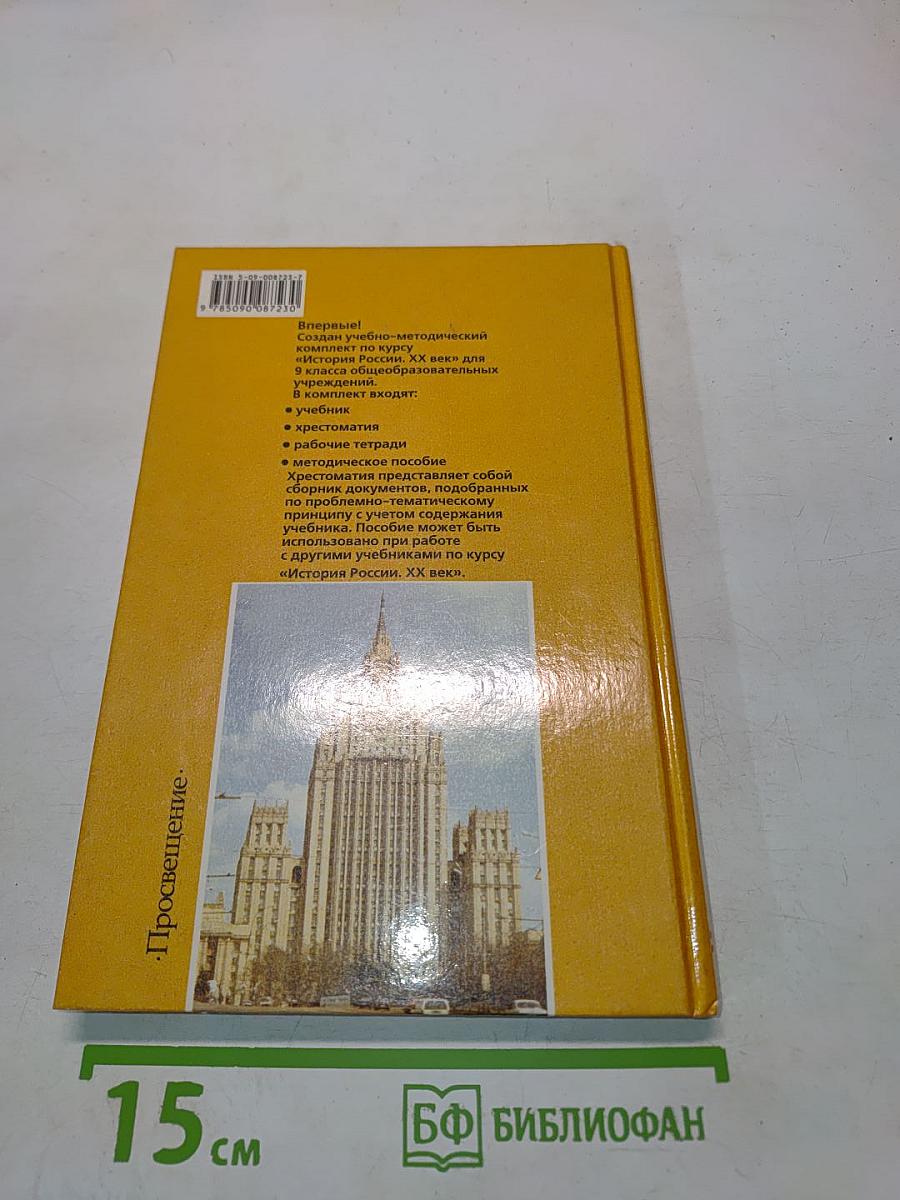 ISBN 5-09-008723-7
9 785090 087230
Впервые!
Создан учебно-методический
комплект по курсу
«История России. XX век» для
9 класса общеобразовательных
учреждений.
В комплект входят:
• учебник
• хрестоматия
• рабочие тетради
• методическое пособие
Хрестоматия представляет собой
сборник документов, подобранных
по проблемно-тематическому
принципу с учетом содержания
учебника. Пособие может быть
использовано при работе
с другими учебниками по курсу
«История России. XX век».
·Просвещение·
15 см
БФ БИБЛИОФАН